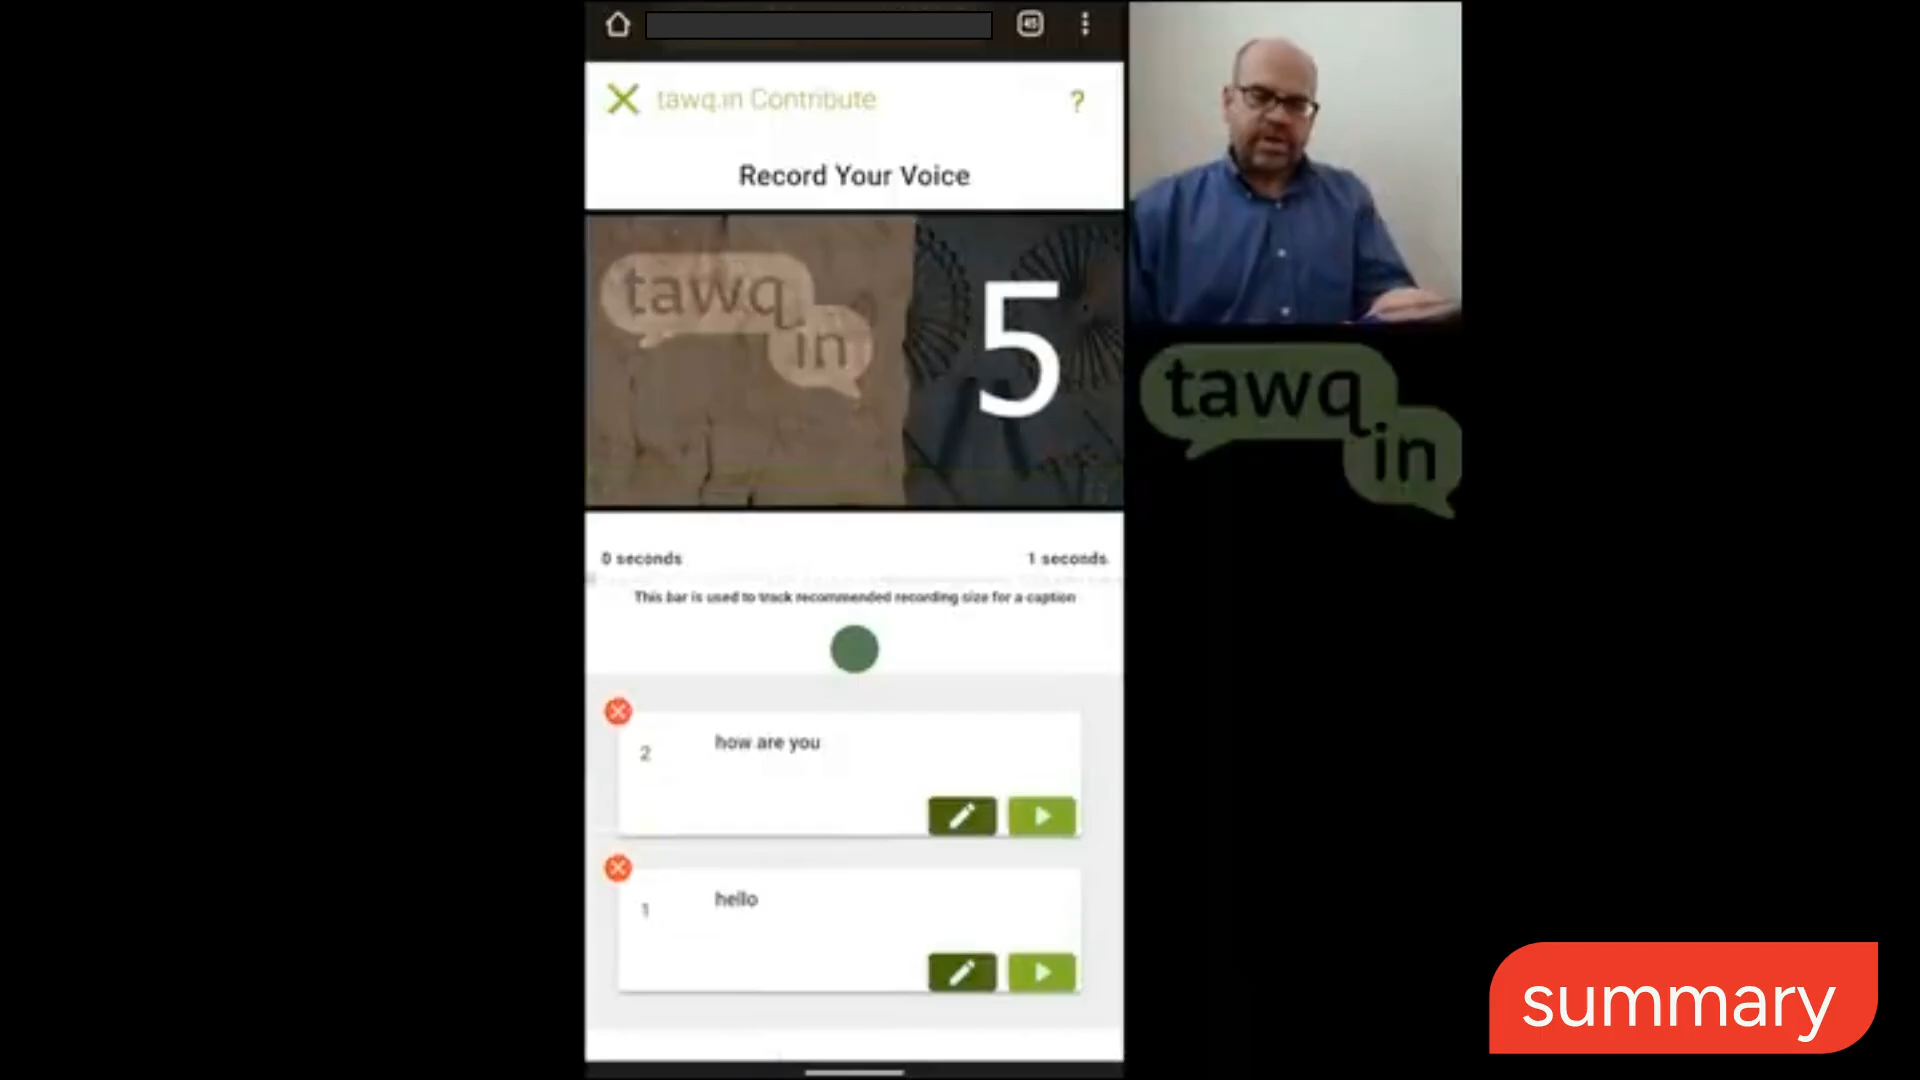 45
tawq.in Contribute
?
Record Your Voice
tawq.
in
5
0 seconds
1 seconds
This bar is used to track recommended recording size for a caption
2
how are you
1
hello
tawq
in
summary